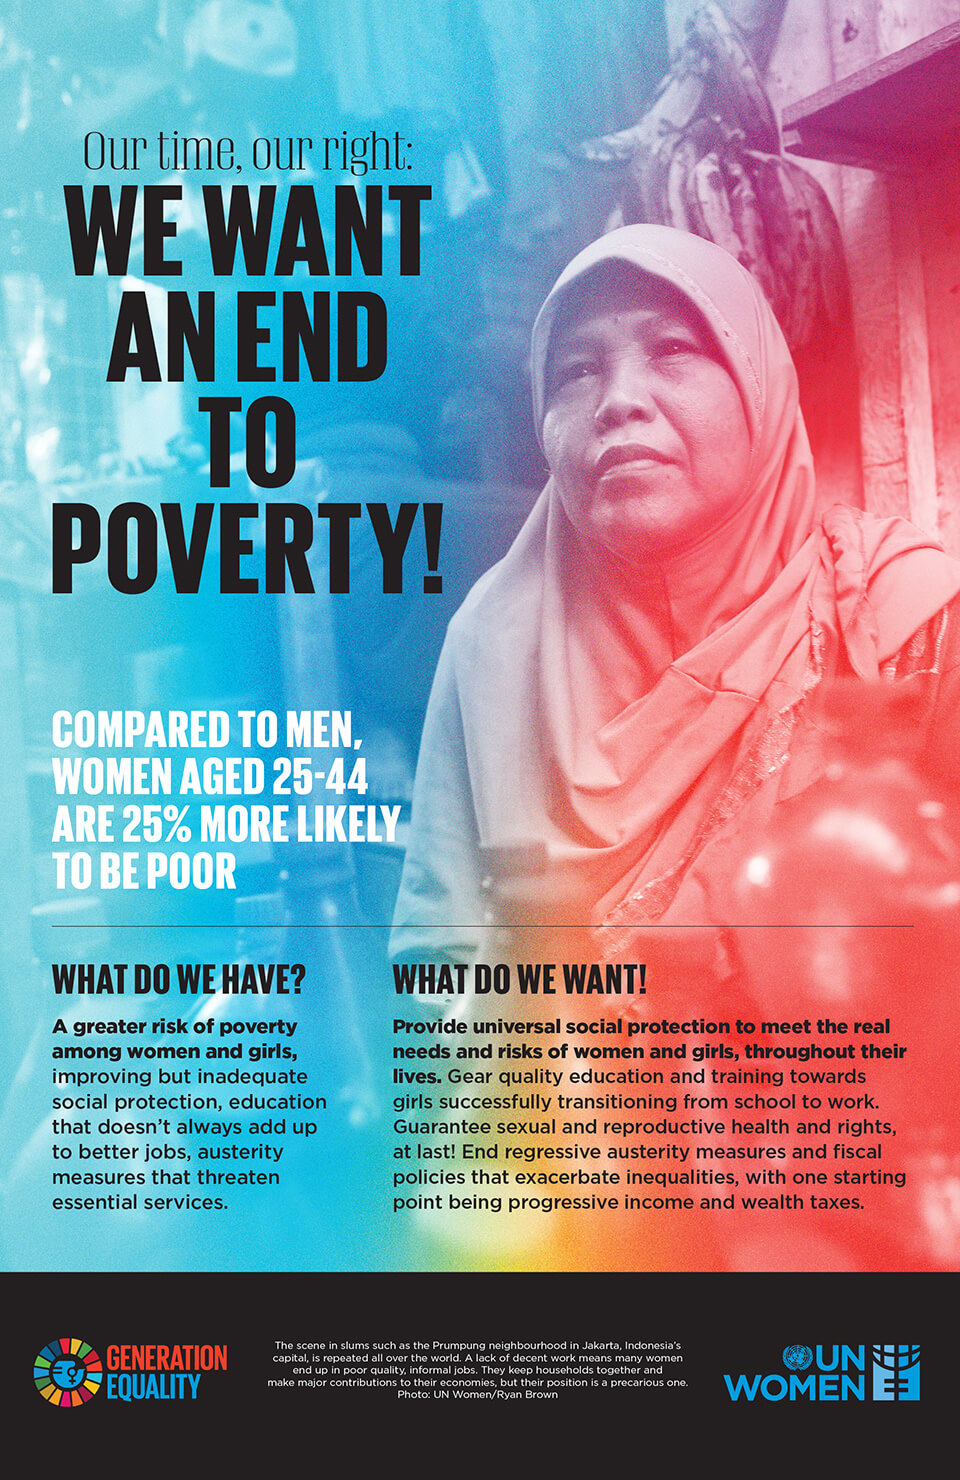 Our time, our right:
WE WANT
AN END
TO
POVERTY!
COMPARED TO MEN,
WOMEN AGED 25-44
ARE 25% MORE LIKELY
TO BE POOR
WHAT DO WE HAVE?
A greater risk of poverty
among women and girls,
improving but inadequate
social protection, education
that doesn’t always add up
to better jobs, austerity
measures that threaten
essential services.
WHAT DO WE WANT!
Provide universal social protection to meet the real
needs and risks of women and girls, throughout their
lives. Gear quality education and training towards
girls successfully transitioning from school to work.
Guarantee sexual and reproductive health and rights,
at last! End regressive austerity measures and fiscal
policies that exacerbate inequalities, with one starting
point being progressive income and wealth taxes.
GENERATION
EQUALITY
The scene in slums such as the Prumpung neighbourhood in Jakarta, Indonesia’s
capital, is repeated all over the world. A lack of decent work means many women
end up in poor quality, informal jobs. They keep households together and
make major contributions to their economies, but their position is a precarious one.
Photo: UN Women/Ryan Brown
UN
WOMEN